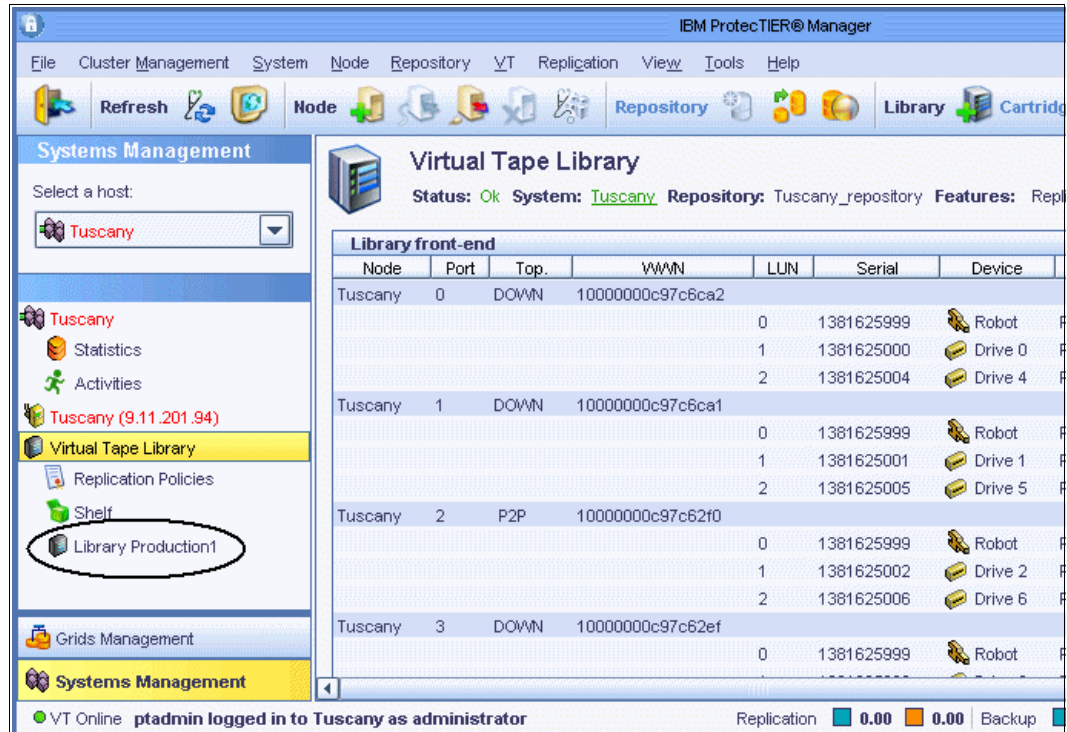 IBM ProtecTIER® Manager
File Cluster Management System Node Repository VT Replication View Tools Help
Refresh Node Repository Library
Systems Management
Select a host:
Tuscany
Tuscany
Statistics
Activities
Tuscany (9.11.201.94)
Virtual Tape Library
Replication Policies
Shelf
Library Production1
Grids Management
Systems Management
Virtual Tape Library
Status: Ok System: Tuscany Repository: Tuscany_repository Features:
Library front-end
Node Port Top. WWN LUN Serial Device
Tuscany 0 DOWN 10000000c97c6ca2
0 1381625999 Robot
1 1381625000 Drive 0
2 1381625004 Drive 4
Tuscany 1 DOWN 10000000c97c6ca1
0 1381625999 Robot
1 1381625001 Drive 1
2 1381625005 Drive 5
Tuscany 2 P2P 10000000c97c62f0
0 1381625999 Robot
1 1381625002 Drive 2
2 1381625006 Drive 6
Tuscany 3 DOWN 10000000c97c62ef
0 1381625999 Robot
VT Online ptadmin logged in to Tuscany as administrator Replication 0.00 0.00 Backup